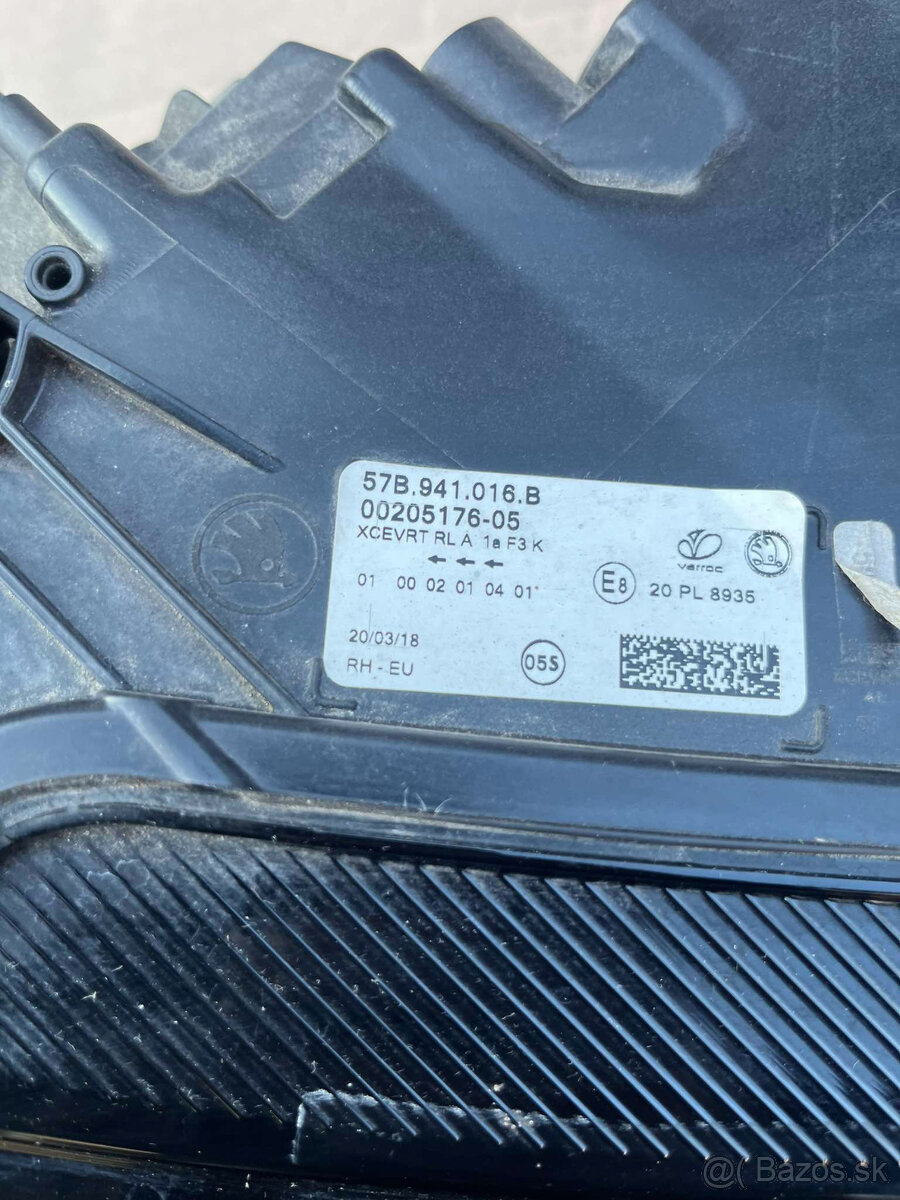 57B.941.016.B
00205176-05
XCEVRT RL A 1a F3 K
varroc
01 00 02 01 04 01
E8 20 PL 8935
20/03/18
RH - EU
05S
@( Bazos.sk